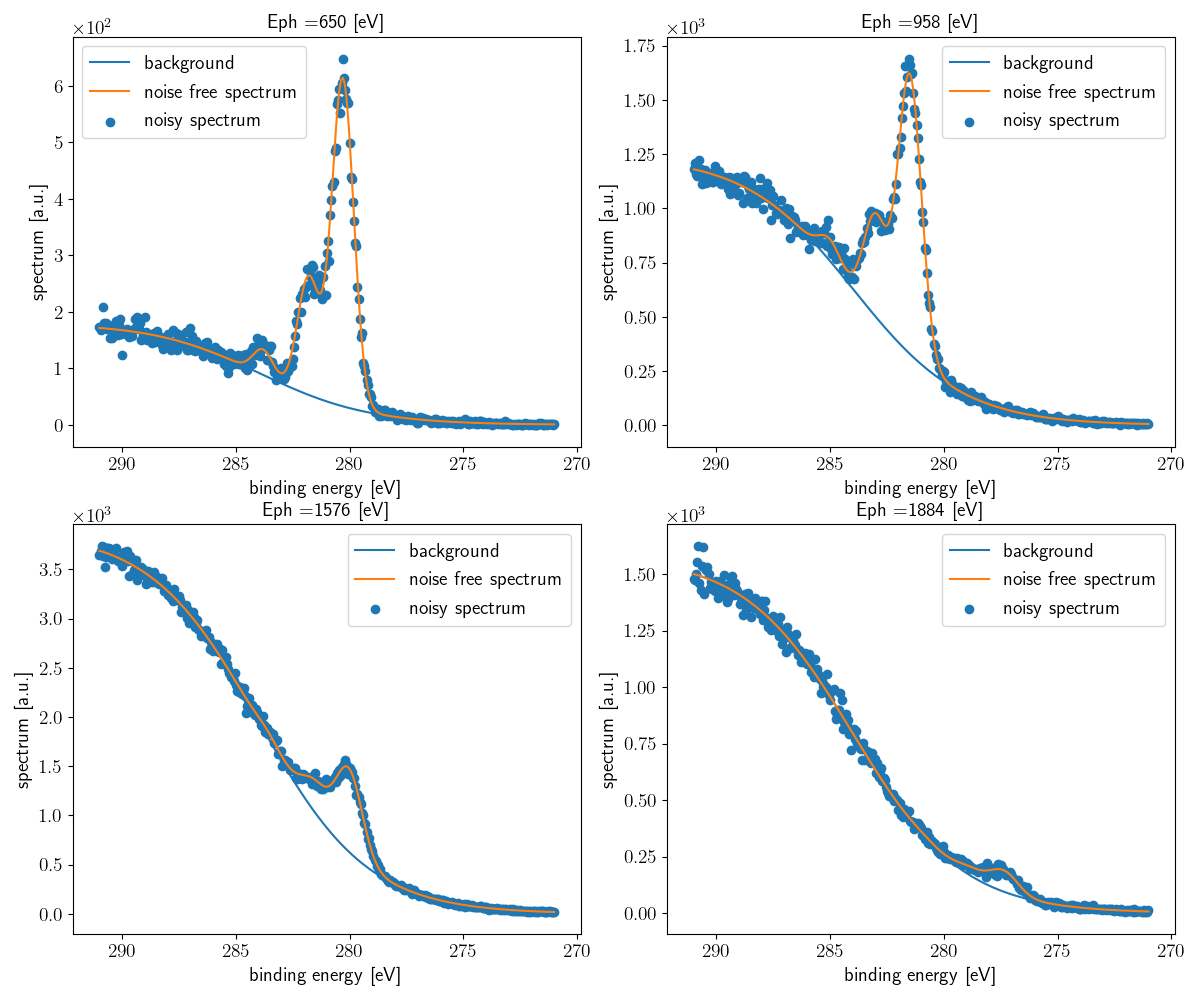 Eph =650 [eV]
×10²
background
noise free spectrum
noisy spectrum
6
5
4
3
2
1
0
spectrum [a.u.]
290 285 280 275 270
binding energy [eV]
Eph =958 [eV]
×10³
background
noise free spectrum
noisy spectrum
1.75
1.50
1.25
1.00
0.75
0.50
0.25
0.00
spectrum [a.u.]
290 285 280 275 270
binding energy [eV]
Eph =1576 [eV]
×10³
background
noise free spectrum
noisy spectrum
3.5
3.0
2.5
2.0
1.5
1.0
0.5
0.0
spectrum [a.u.]
290 285 280 275 270
binding energy [eV]
Eph =1884 [eV]
×10³
background
noise free spectrum
noisy spectrum
1.50
1.25
1.00
0.75
0.50
0.25
0.00
spectrum [a.u.]
290 285 280 275 270
binding energy [eV]